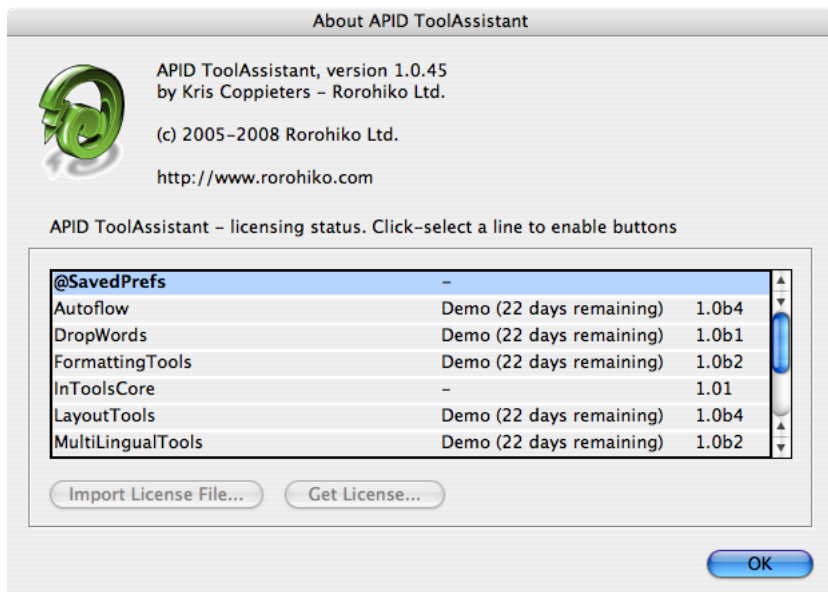 About APID ToolAssistant
APID ToolAssistant, version 1.0.45
by Kris Coppieters – Rorohiko Ltd.
(c) 2005–2008 Rorohiko Ltd.
http://www.rorohiko.com
APID ToolAssistant – licensing status. Click–select a line to enable buttons
@SavedPrefs –
Autoflow Demo (22 days remaining) 1.0b4
DropWords Demo (22 days remaining) 1.0b1
FormattingTools Demo (22 days remaining) 1.0b2
InToolsCore – 1.01
LayoutTools Demo (22 days remaining) 1.0b4
MultiLingualTools Demo (22 days remaining) 1.0b2
Import License File... Get License...
OK